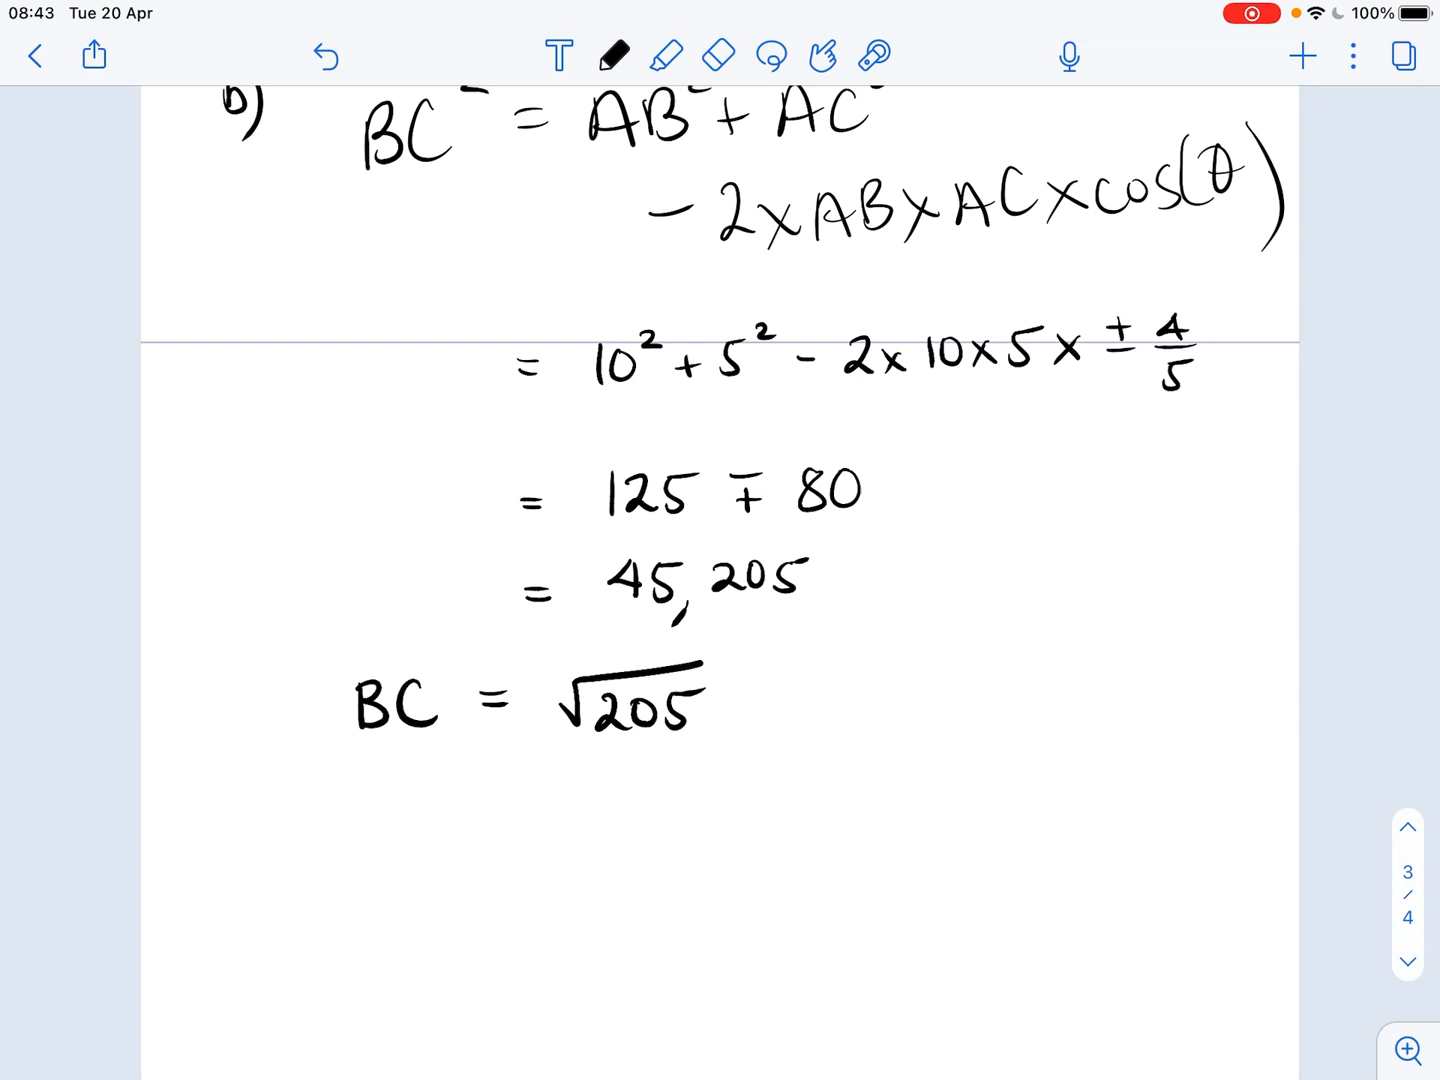 08:43 Tue 20 Apr 100%
T
b) BC² = AB² + AC²
- 2 × AB × AC × cos(θ)
= 10² + 5² - 2 × 10 × 5 × ± 4/5
= 125 ∓ 80
= 45, 205
BC = √205
3
/
4